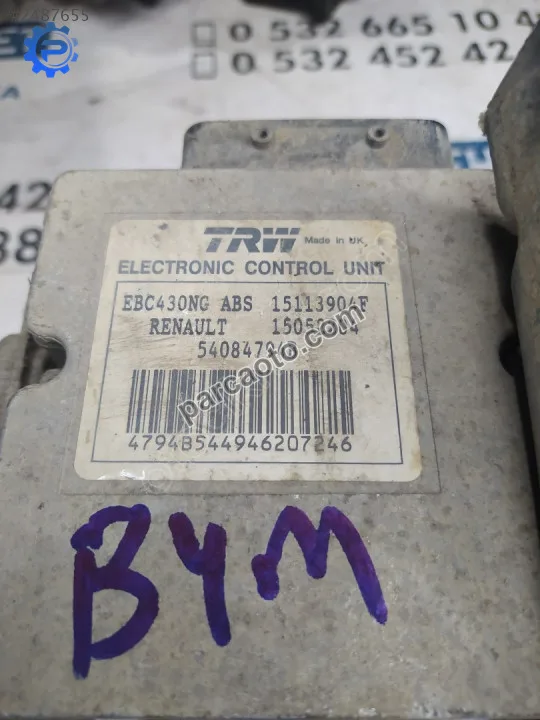 0 532 665 10 4
0 532 452 42
TRW Made in UK
ELECTRONIC CONTROL UNIT
EBC430NG ABS 15113904F
RENAULT
parcaoto.com
4794B544946207246
B4M